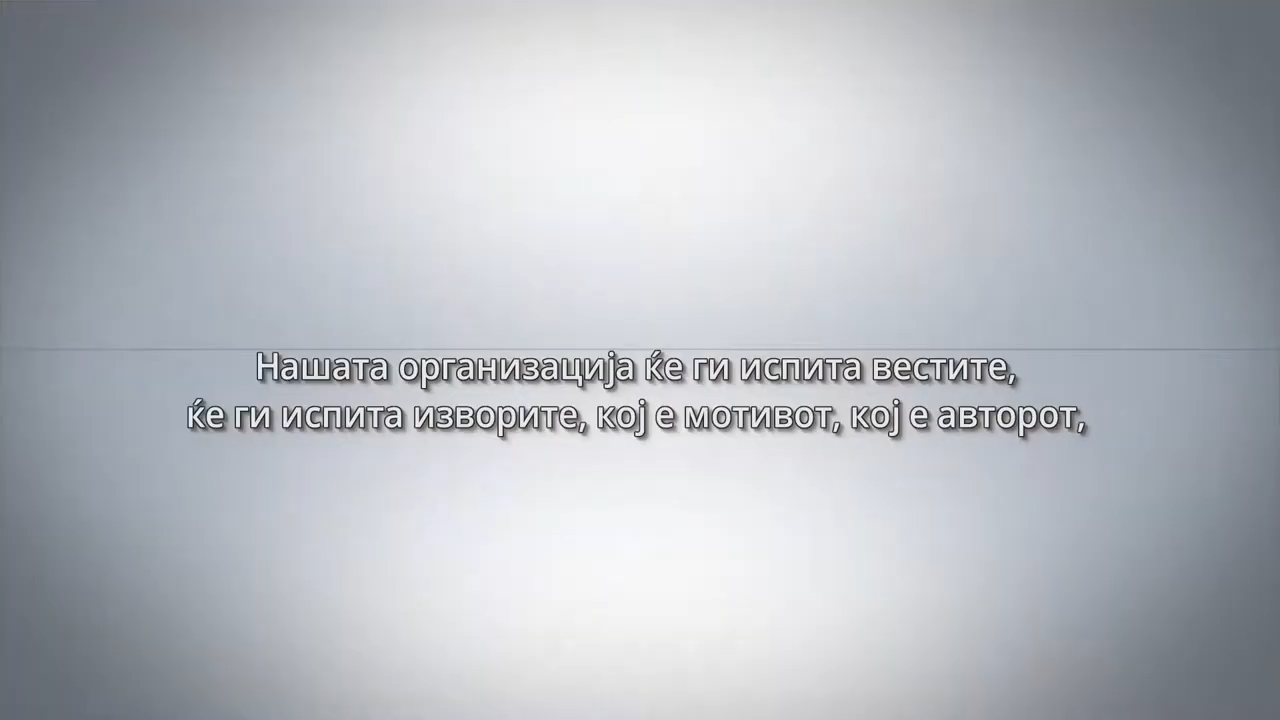 Нашата организација ќе ги испита вестите,
ќе ги испита изворите, кој е мотивот, кој е авторот,